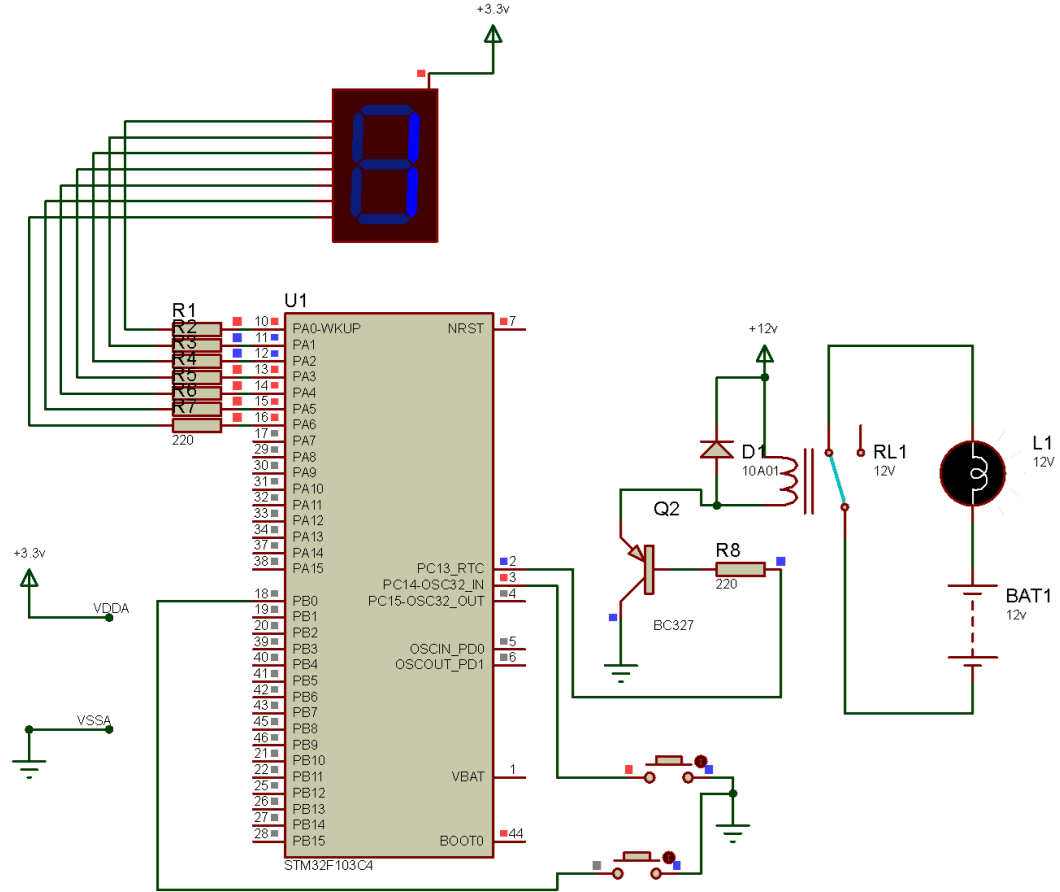 +3.3v
R1
R2
R3
R4
R5
R6
R7
220
U1
10
11
12
13
14
15
16
17
29
30
31
32
33
34
37
38
18
19
20
39
40
41
42
43
45
46
21
22
25
26
27
28
PA0-WKUP
PA1
PA2
PA3
PA4
PA5
PA6
PA7
PA8
PA9
PA10
PA11
PA12
PA13
PA14
PA15
PB0
PB1
PB2
PB3
PB4
PB5
PB6
PB7
PB8
PB9
PB10
PB11
PB12
PB13
PB14
PB15
NRST
PC13_RTC
PC14-OSC32_IN
PC15-OSC32_OUT
OSCIN_PD0
OSCOUT_PD1
VBAT
BOOT0
7
2
3
4
5
6
1
44
STM32F103C4
+3.3v
VDDA
VSSA
+12v
D1
10A01
RL1
12V
L1
12V
Q2
BC327
R8
220
BAT1
12v